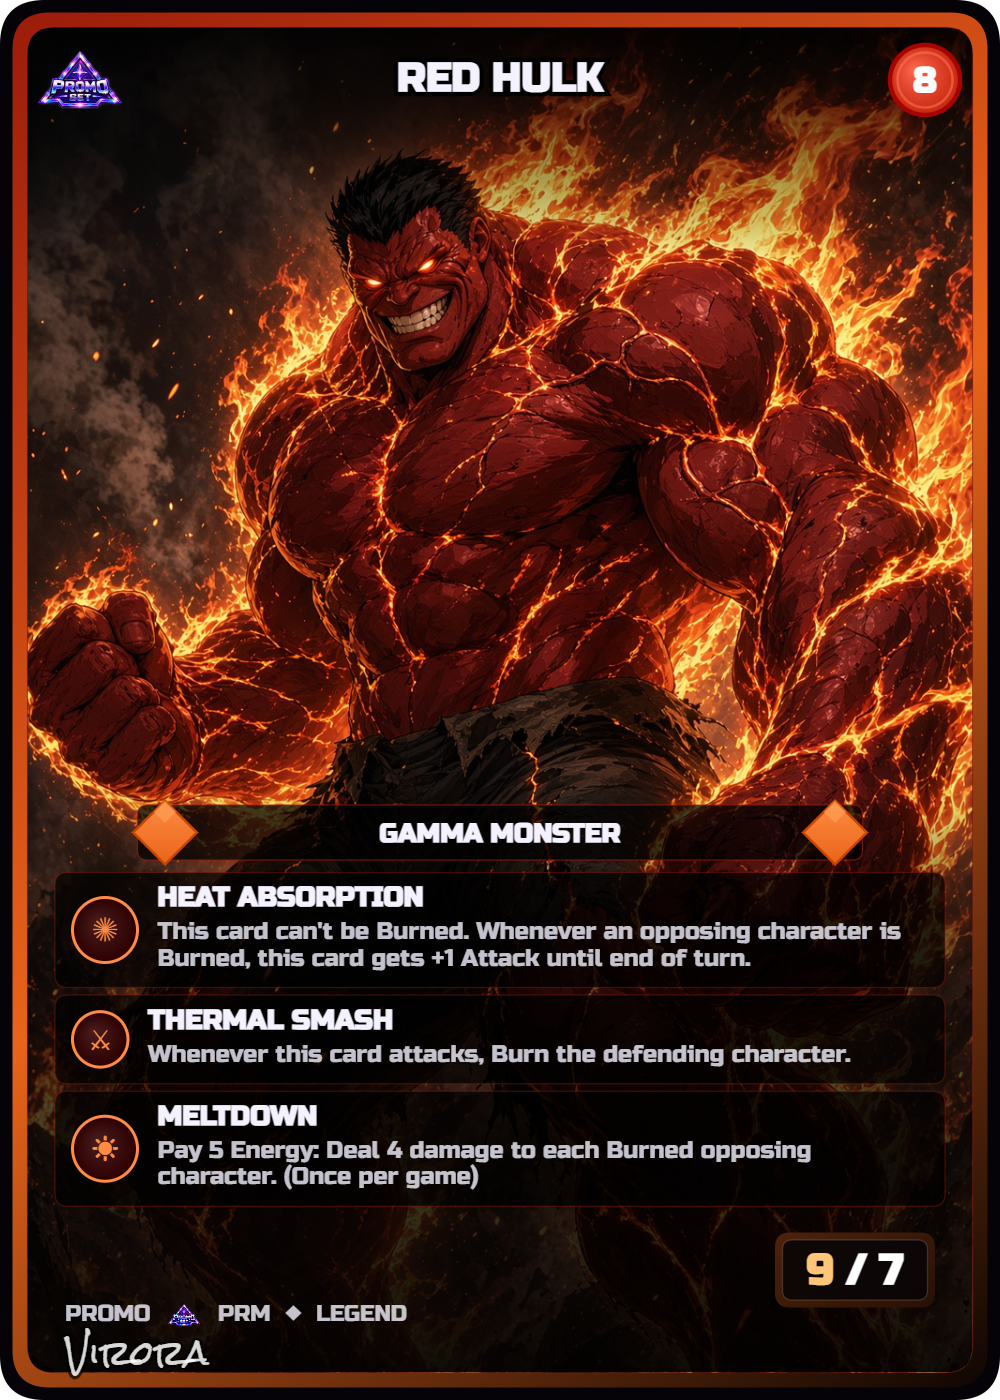 PROMO
SET
RED HULK
8
GAMMA MONSTER
HEAT ABSORPTION
This card can't be Burned. Whenever an opposing character is
Burned, this card gets +1 Attack until end of turn.
THERMAL SMASH
Whenever this card attacks, Burn the defending character.
MELTDOWN
Pay 5 Energy: Deal 4 damage to each Burned opposing
character. (Once per game)
9 / 7
PROMO PRM ◆ LEGEND
VIRORA